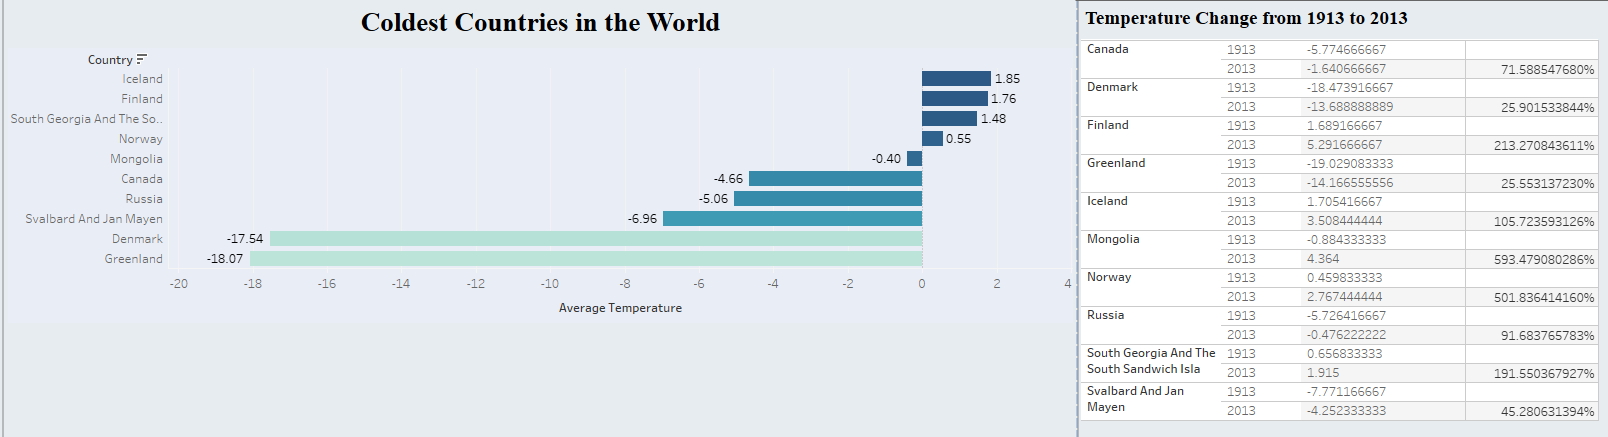 Coldest Countries in the World
Country
Iceland 1.85
Finland 1.76
South Georgia And The So.. 1.48
Norway 0.55
Mongolia -0.40
Canada -4.66
Russia -5.06
Svalbard And Jan Mayen -6.96
Denmark -17.54
Greenland -18.07
-20 -18 -16 -14 -12 -10 -8 -6 -4 -2 0 2 4
Average Temperature
Temperature Change from 1913 to 2013
Canada 1913 -5.774666667
2013 -1.640666667 71.588547680%
Denmark 1913 -18.473916667
2013 -13.688888889 25.901533844%
Finland 1913 1.689166667
2013 5.291666667 213.270843611%
Greenland 1913 -19.029083333
2013 -14.166555556 25.553137230%
Iceland 1913 1.705416667
2013 3.508444444 105.723593126%
Mongolia 1913 -0.884333333
2013 4.364 593.479080286%
Norway 1913 0.459833333
2013 2.767444444 501.836414160%
Russia 1913 -5.726416667
2013 -0.476222222 91.683765783%
South Georgia And The 1913 0.656833333
South Sandwich Isla 2013 1.915 191.550367927%
Svalbard And Jan 1913 -7.771166667
Mayen 2013 -4.252333333 45.280631394%